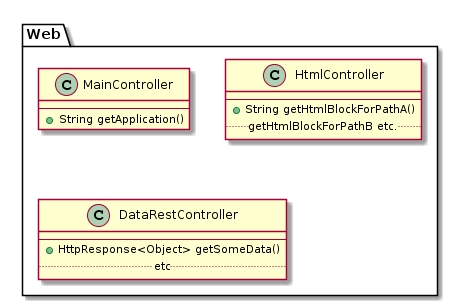 Web
C MainController
String getApplication()
C HtmlController
String getHtmlBlockForPathA()
getHtmlBlockForPathB etc.
C DataRestController
HttpResponse<Object> getSomeData()
etc